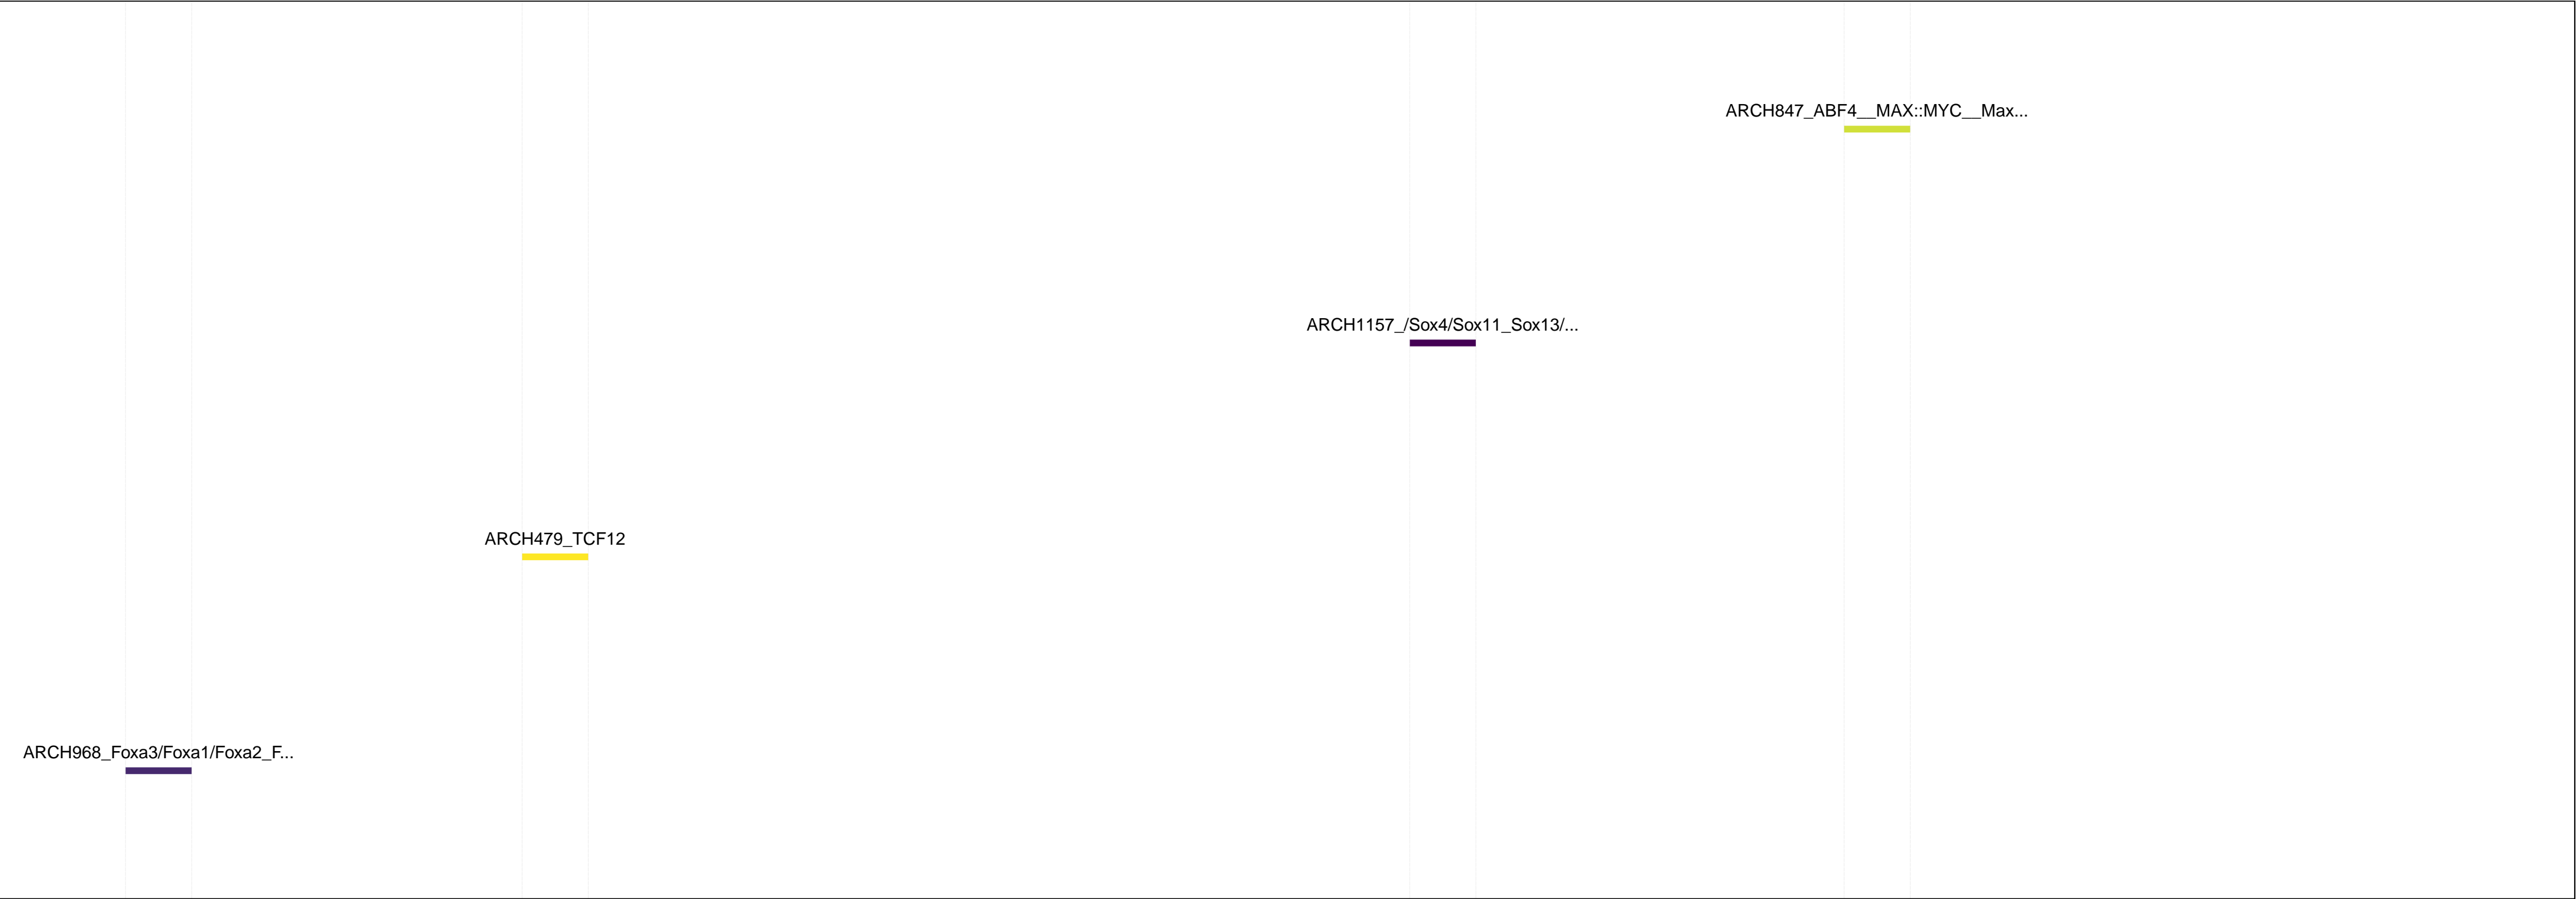 ARCH847_ABF4__MAX::MYC__Max...
ARCH1157_/Sox4/Sox11_Sox13/...
ARCH479_TCF12
ARCH968_Foxa3/Foxa1/Foxa2_F...